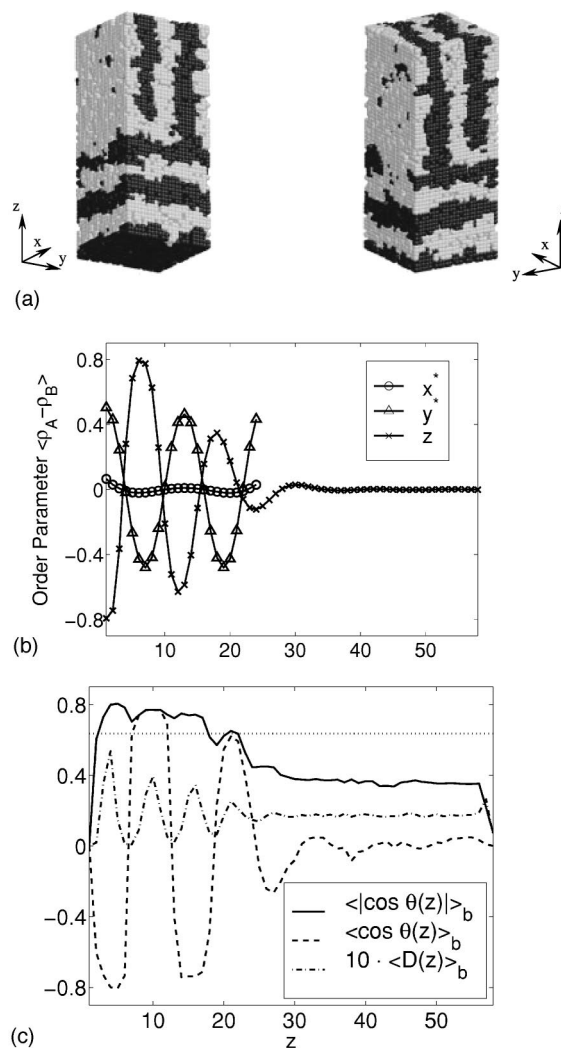 z
x
y
z
x
y
(a)
0.8
0.4
0
−0.4
−0.8
Order Parameter <ρA−ρB>
x*
y*
z
10 20 30 40 50
(b)
0.8
0.4
0
−0.4
−0.8
<|cos θ(z)|>b
<cos θ(z)>b
10 · <D(z)>b
10 20 30 40 50
z
(c)